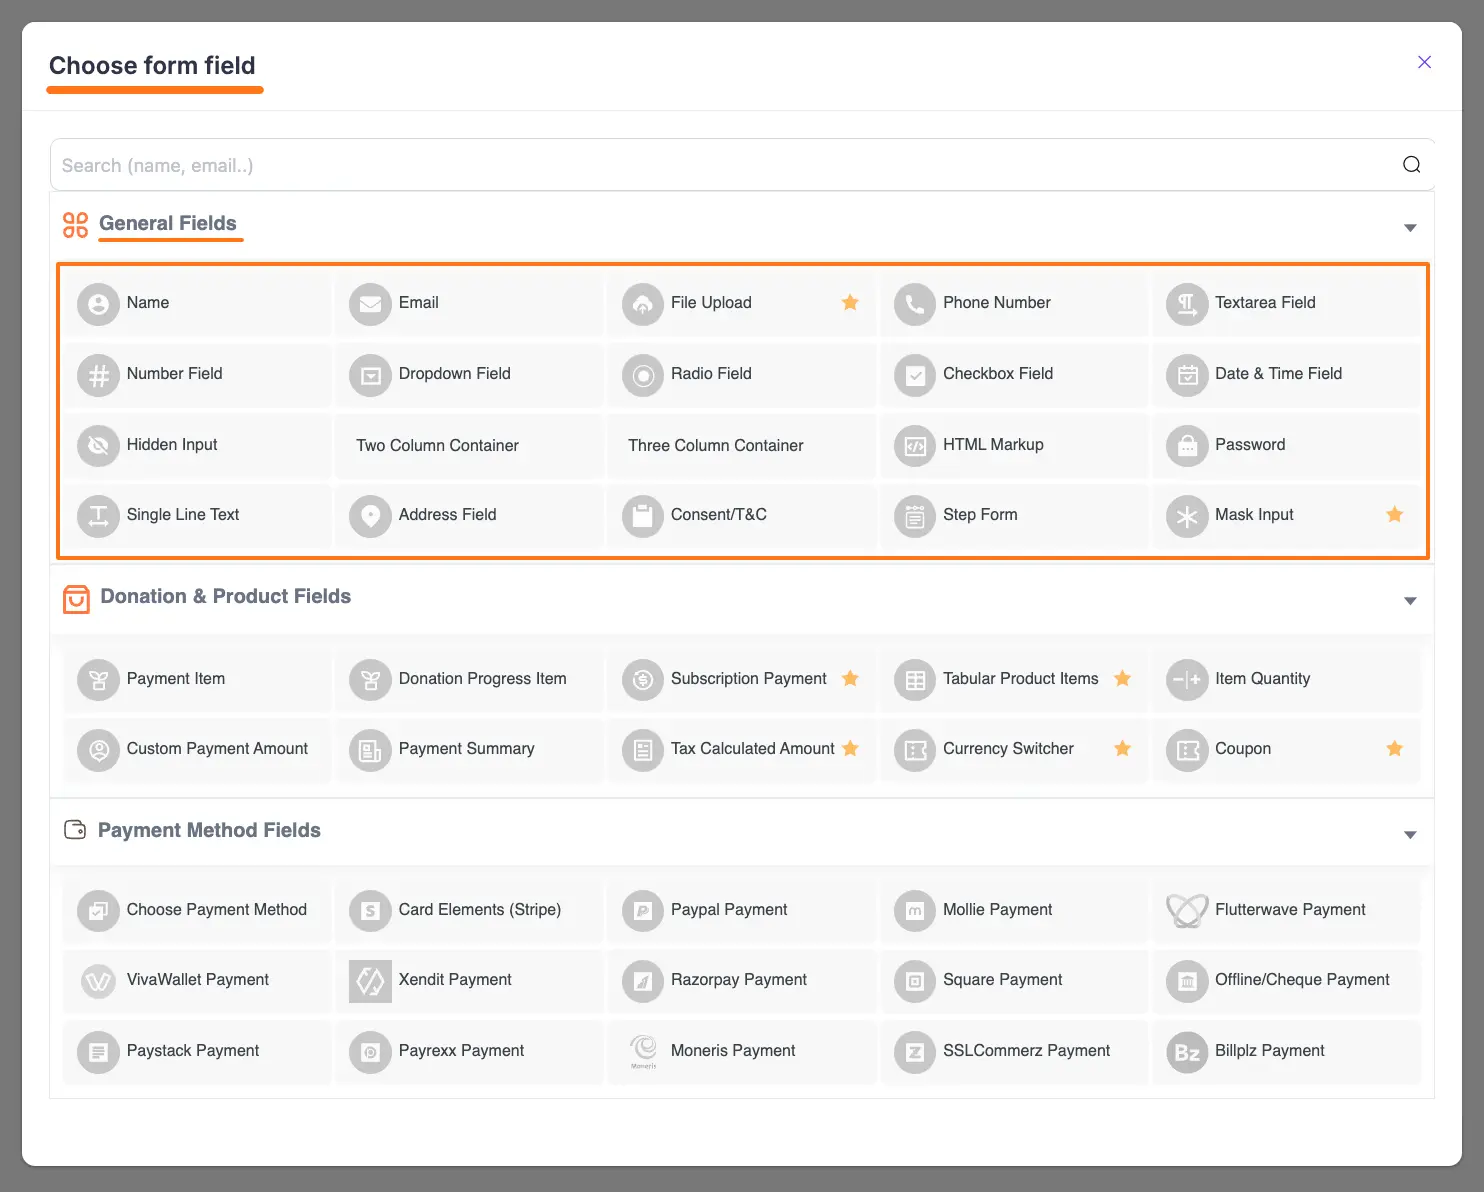 Choose form field
Search (name, email..)
General Fields
Name
Email
File Upload
Phone Number
Textarea Field
Number Field
Dropdown Field
Radio Field
Checkbox Field
Date & Time Field
Hidden Input
Two Column Container
Three Column Container
HTML Markup
Password
Single Line Text
Address Field
Consent/T&C
Step Form
Mask Input
Donation & Product Fields
Payment Item
Donation Progress Item
Subscription Payment
Tabular Product Items
Item Quantity
Custom Payment Amount
Payment Summary
Tax Calculated Amount
Currency Switcher
Coupon
Payment Method Fields
Choose Payment Method
Card Elements (Stripe)
Paypal Payment
Mollie Payment
Flutterwave Payment
VivaWallet Payment
Xendit Payment
Razorpay Payment
Square Payment
Offline/Cheque Payment
Paystack Payment
Payrexx Payment
Moneris
Moneris Payment
SSLCommerz Payment
Bz
Billplz Payment